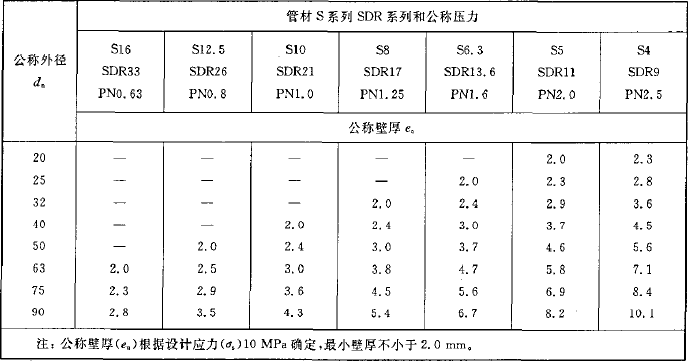 管材 S 系列 SDR 系列和公称压力
公称外径 dn
S16 S12.5 S10 S8 S6.3 S5 S4
SDR33 SDR26 SDR21 SDR17 SDR13.6 SDR11 SDR9
PN0.63 PN0.8 PN1.0 PN1.25 PN1.6 PN2.0 PN2.5
公称壁厚 en
20 — — — — — 2.0 2.3
25 — — — — 2.0 2.3 2.8
32 — — — 2.0 2.4 2.9 3.6
40 — — 2.0 2.4 3.0 3.7 4.5
50 — 2.0 2.4 3.0 3.7 4.6 5.6
63 2.0 2.5 3.0 3.8 4.7 5.8 7.1
75 2.3 2.9 3.6 4.5 5.6 6.9 8.4
90 2.8 3.5 4.3 5.4 6.7 8.2 10.1
注：公称壁厚(en)根据设计应力(σs)10 MPa 确定,最小壁厚不小于 2.0 mm。